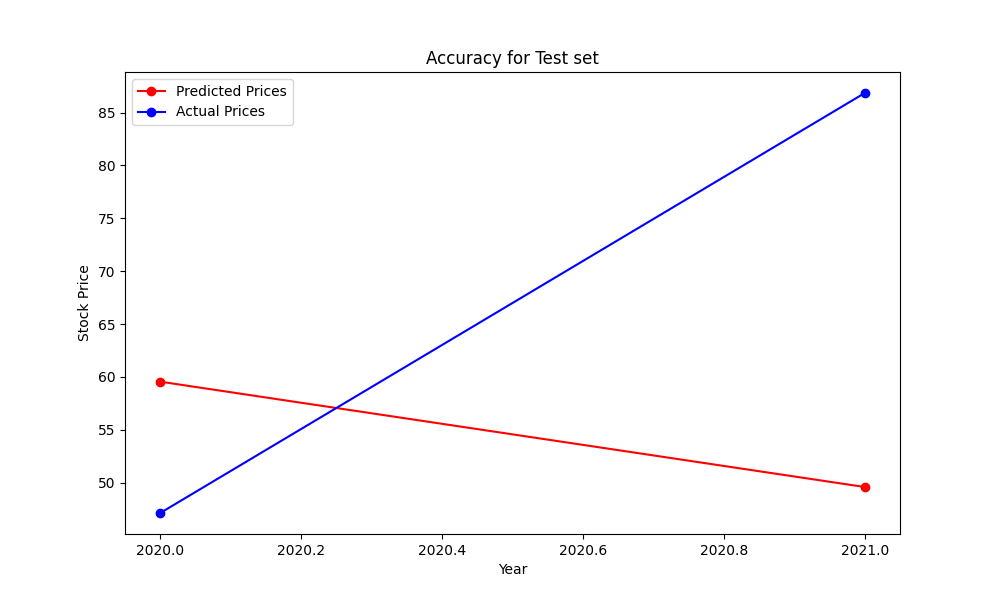 Accuracy for Test set
Predicted Prices
Actual Prices
85
80
75
70
65
60
55
50
Stock Price
2020.0 2020.2 2020.4 2020.6 2020.8 2021.0
Year